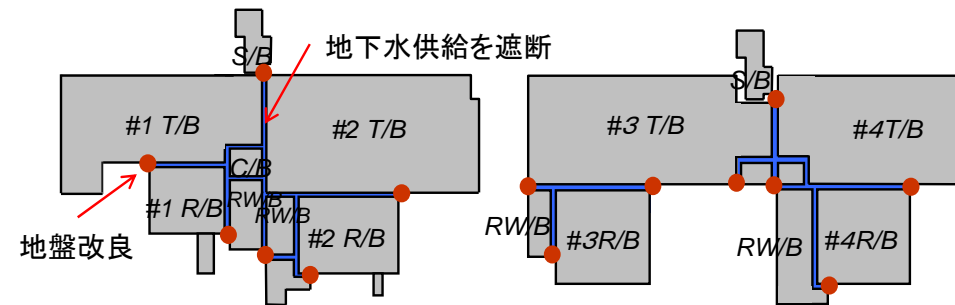 S/B
地下水供給を遮断
#1 T/B
#2 T/B
C/B
RW/B
RW/B
#1 R/B
#2 R/B
地盤改良
S/B
#3 T/B
#4T/B
RW/B
#3R/B
RW/B
#4R/B